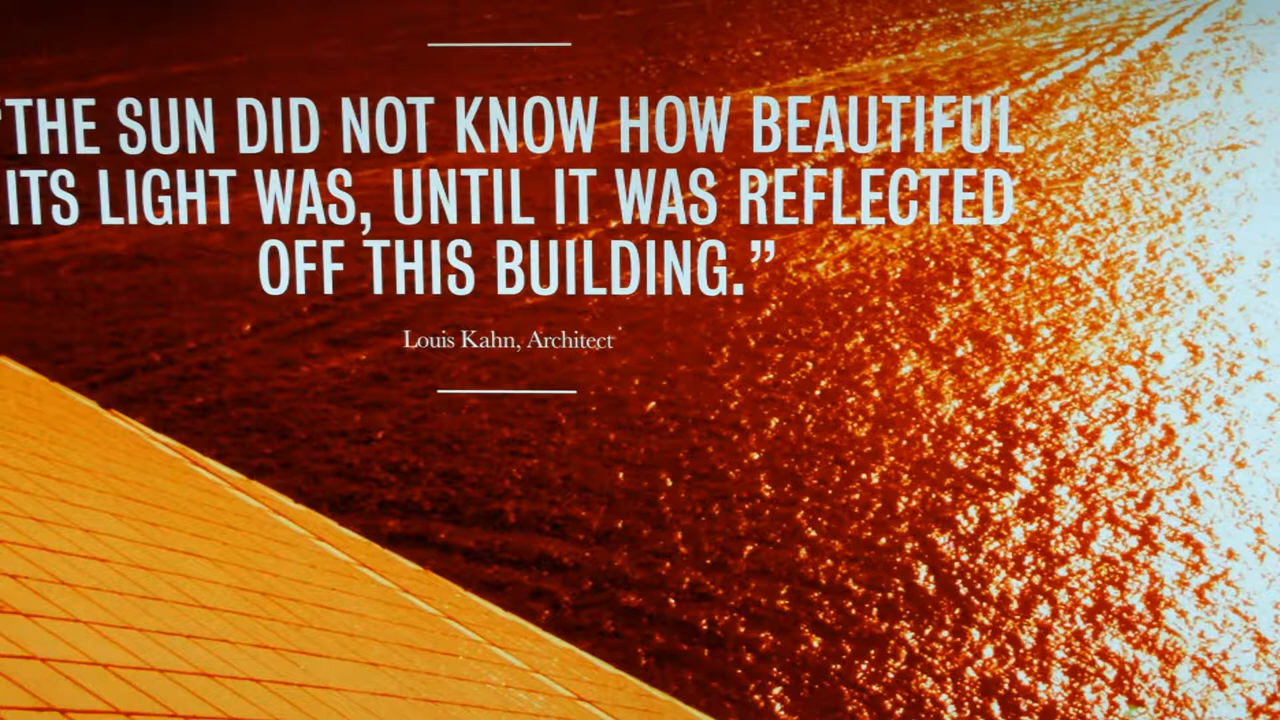 “THE SUN DID NOT KNOW HOW BEAUTIFUL
ITS LIGHT WAS, UNTIL IT WAS REFLECTED
OFF THIS BUILDING.”
Louis Kahn, Architect